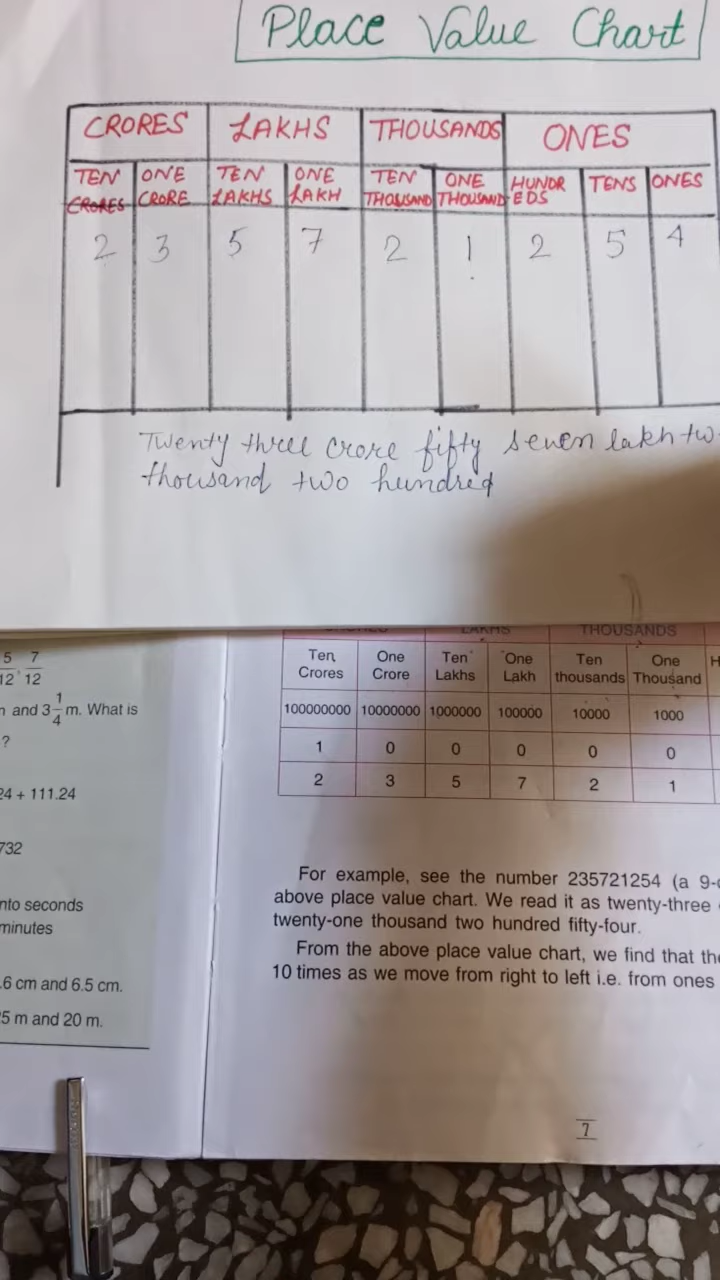 Place Value Chart
CRORES LAKHS THOUSANDS ONES
TEN CRORES ONE CRORE TEN LAKHS ONE LAKH TEN THOUSAND ONE THOUSAND HUNDREDS TENS ONES
2 3 5 7 2 1 2 5 4
Twenty three crore fifty seven lakh
thousand two hundred
LAKHS THOUSANDS
Ten Crores One Crore Ten Lakhs One Lakh Ten thousands One Thousand
100000000 10000000 1000000 100000 10000 1000
1 0 0 0 0 0
2 3 5 7 2 1
For example, see the number 235721254 (a
above place value chart. We read it as twenty-three
twenty-one thousand two hundred fifty-four.
From the above place value chart, we find that
10 times as we move from right to left i.e. from ones
7
5/12, 7/12
and 3 1/4 m. What is
?
24 + 111.24
732
into seconds
minutes
.6 cm and 6.5 cm.
5 m and 20 m.